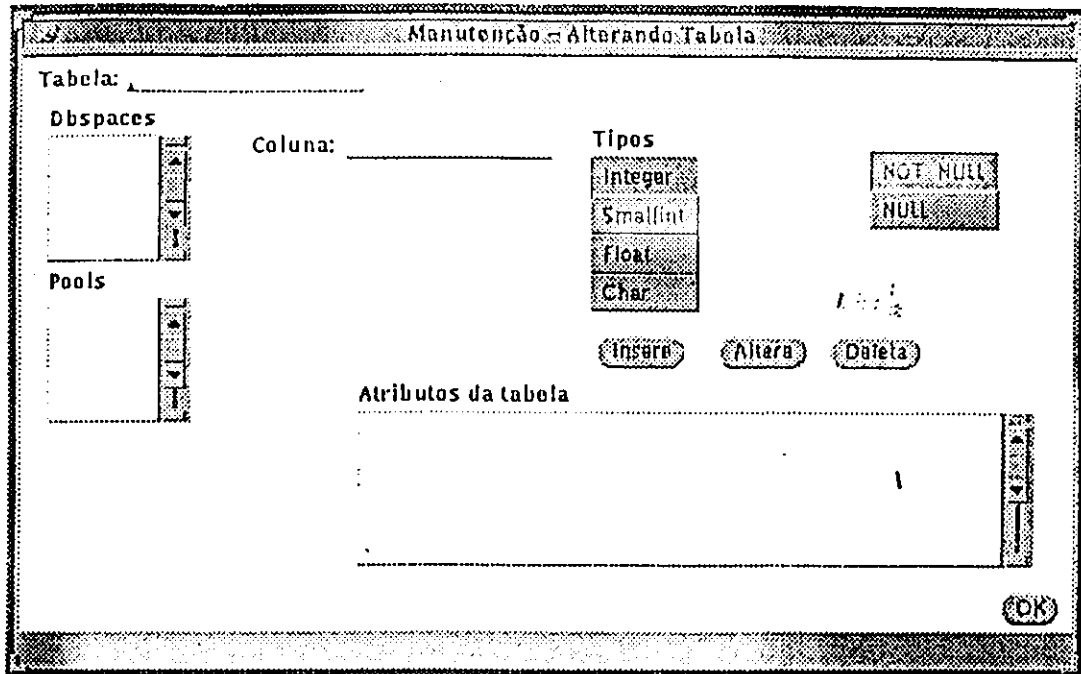 Manutenção - Alterando Tabela
Tabela:
Dbspaces
Coluna:
Tipos
Integer
Smallint
Float
Char
NOT NULL
NULL
Pools
Insere
Altera
Deleta
Atributos da tabela
OK